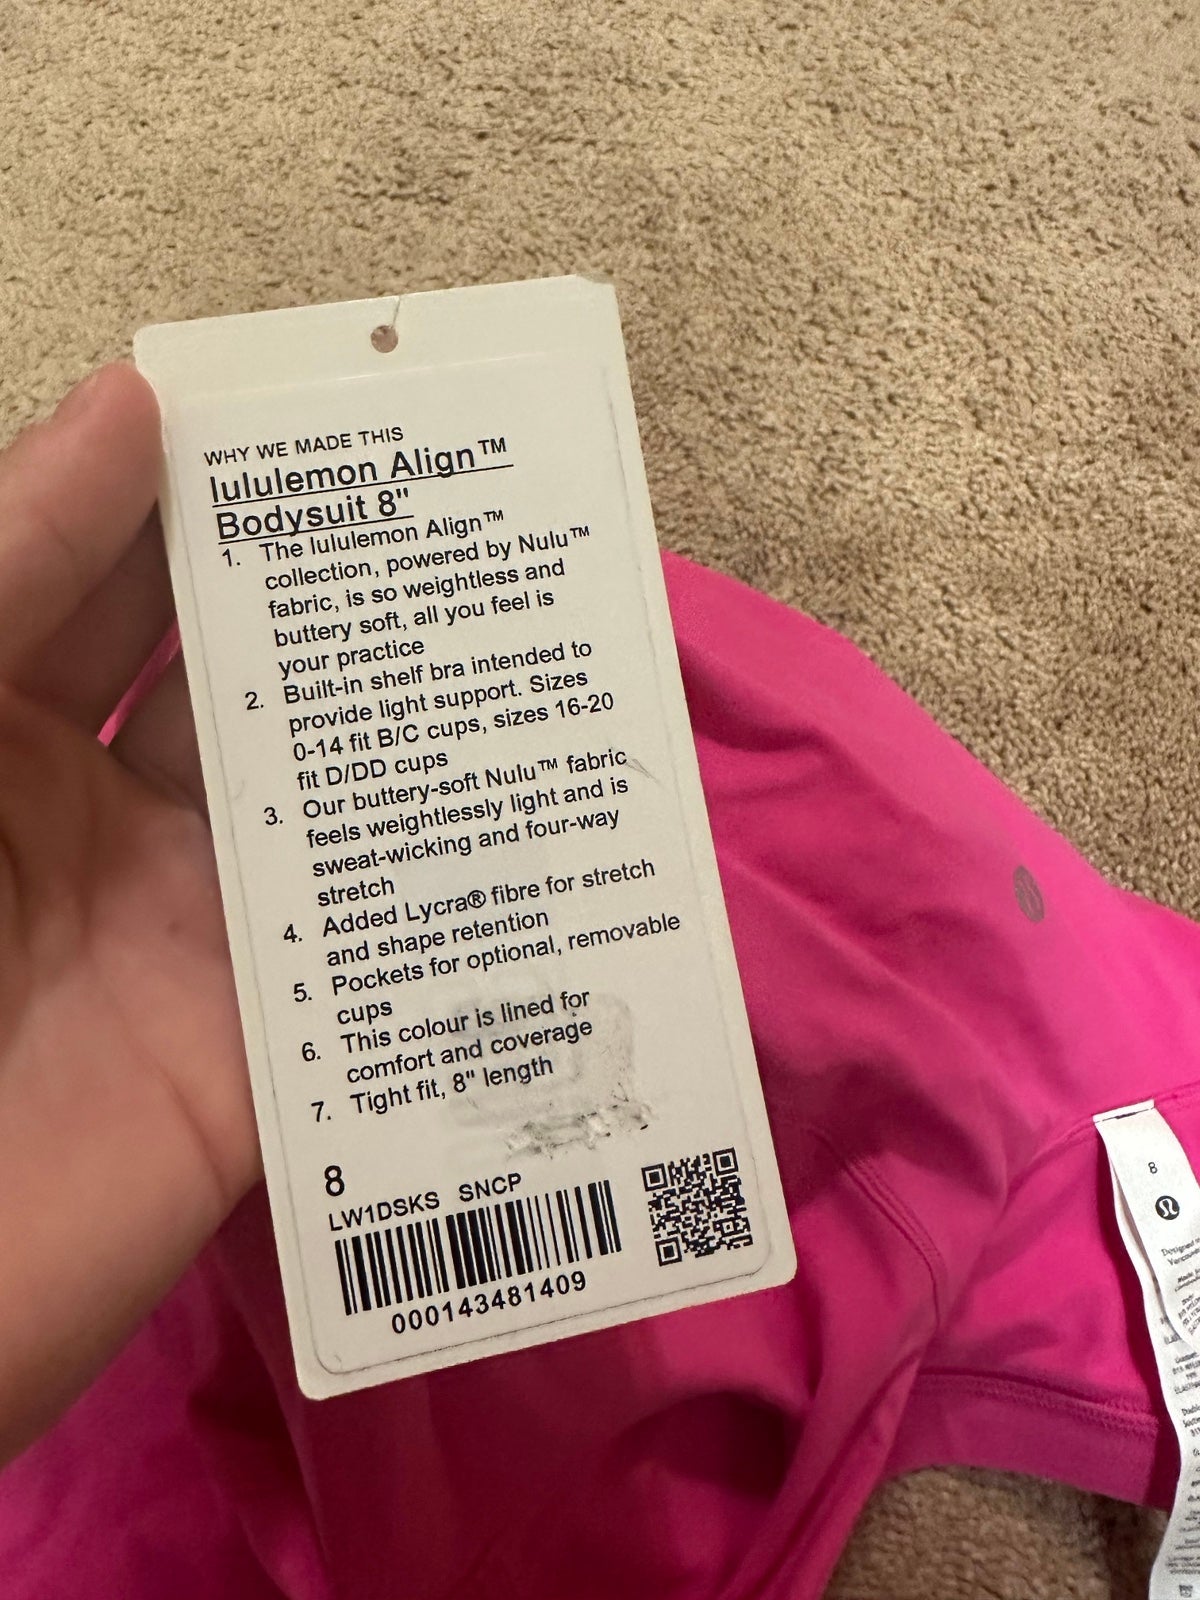 WHY WE MADE THIS
lululemon Align™
Bodysuit 8"
1. The lululemon Align™
collection, powered by Nulu™
fabric, is so weightless and
buttery soft, all you feel is
your practice
2. Built-in shelf bra intended to
provide light support. Sizes
0-14 fit B/C cups, sizes 16-20
fit D/DD cups
3. Our buttery-soft Nulu™ fabric
feels weightlessly light and is
sweat-wicking and four-way
stretch
4. Added Lycra® fibre for stretch
and shape retention
5. Pockets for optional, removable
cups
6. This colour is lined for
comfort and coverage
7. Tight fit, 8" length
8
LW1DSKS SNCP
000143481409
8